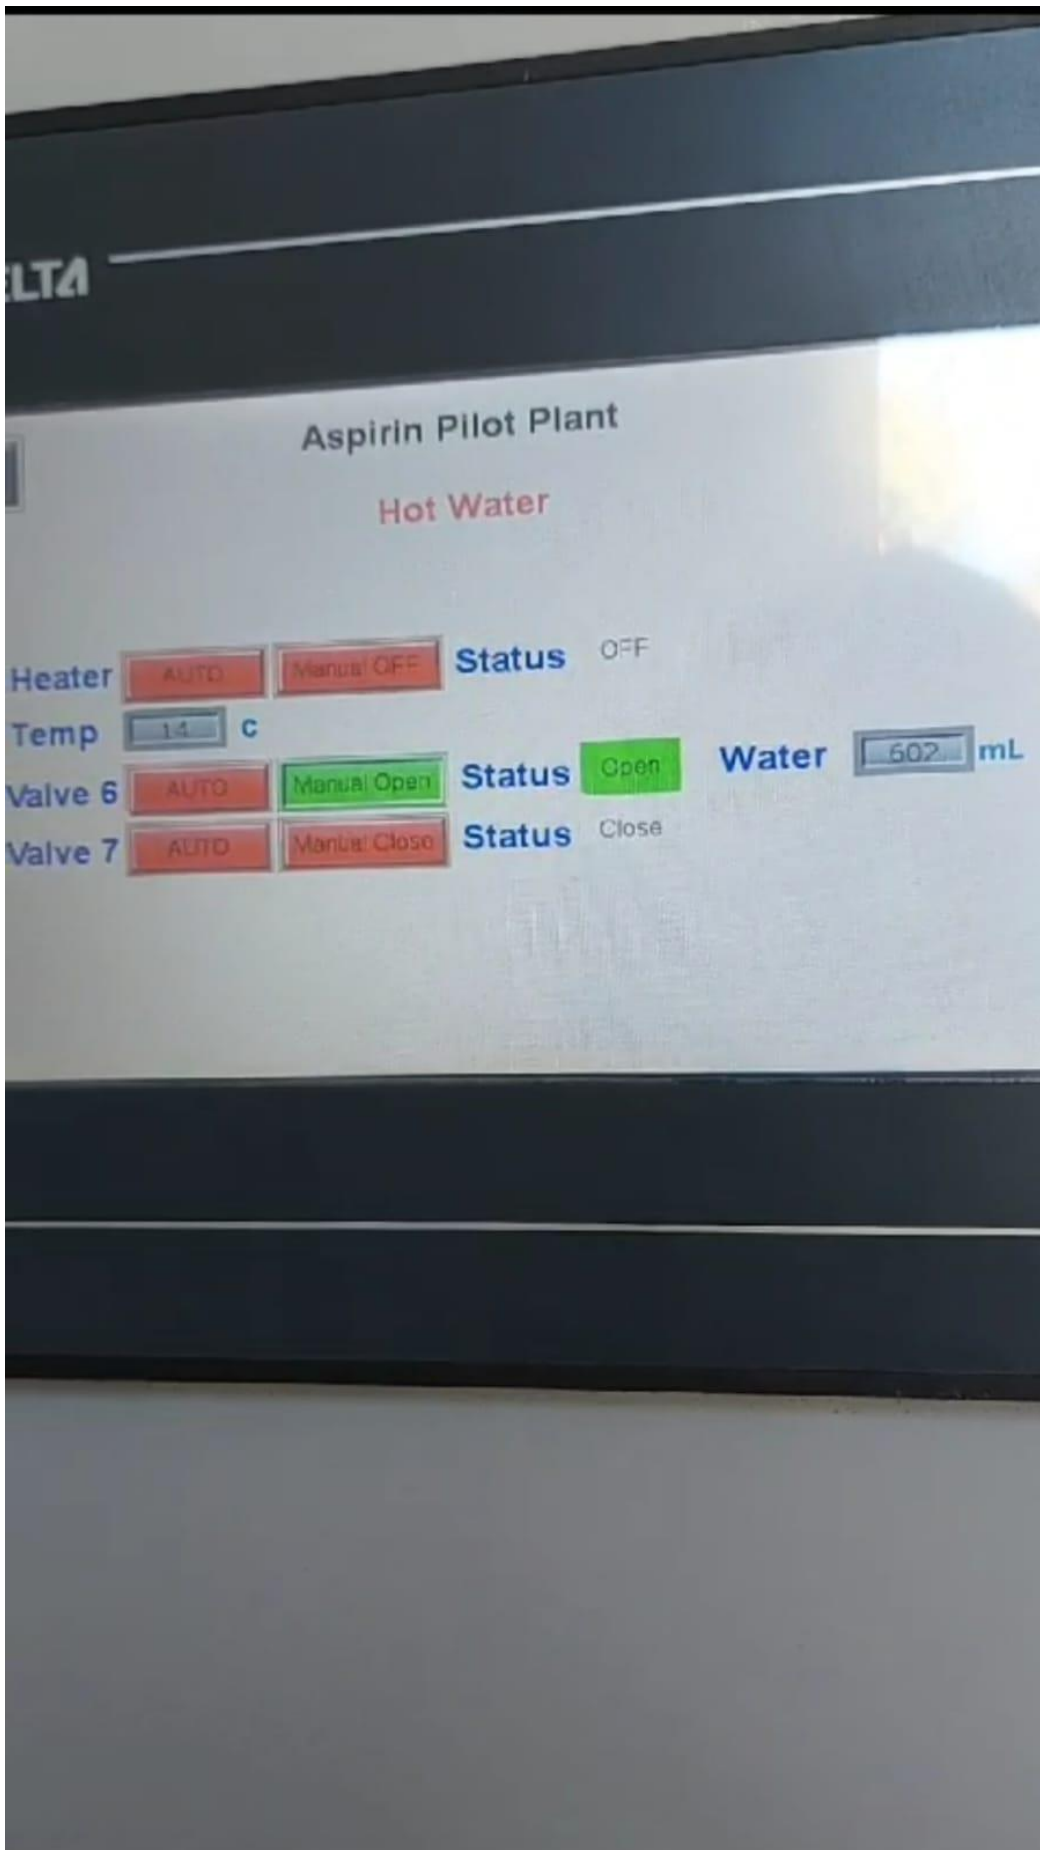 ELTA
Aspirin Pilot Plant
Hot Water
Heater AUTO Manual OFF Status OFF
Temp 14 c
Valve 6 AUTO Manual Open Status Open Water 602 mL
Valve 7 AUTO Manual Close Status Close